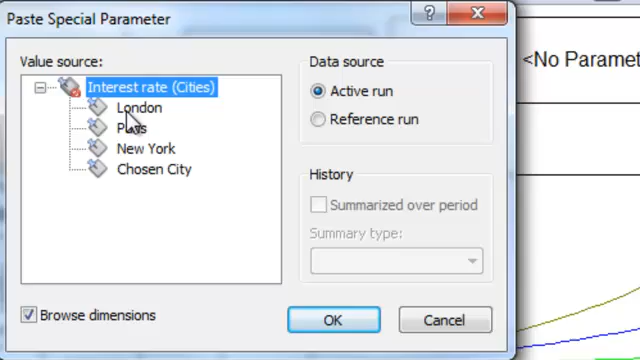 Paste Special Parameter
?
Value source:
Interest rate (Cities)
London
New York
Chosen City
Browse dimensions
Data source
Active run
Reference run
History
Summarized over period
Summary type:
OK
Cancel
<No Paramete